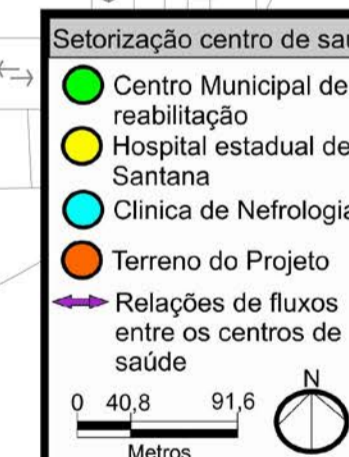 Setorização centro de sau
Centro Municipal de
reabilitação
Hospital estadual de
Santana
Clinica de Nefrologia
Terreno do Projeto
Relações de fluxos
entre os centros de
saúde
N
0 40,8 91,6
Metros